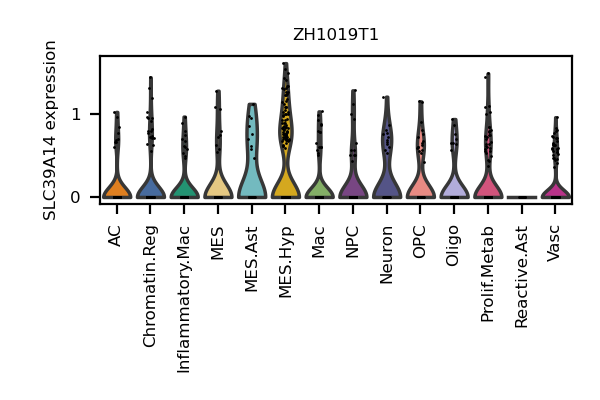 ZH1019T1
SLC39A14 expression
1
0
AC
Chromatin.Reg
Inflammatory.Mac
MES
MES.Ast
MES.Hyp
Mac
NPC
Neuron
OPC
Oligo
Prolif.Metab
Reactive.Ast
Vasc